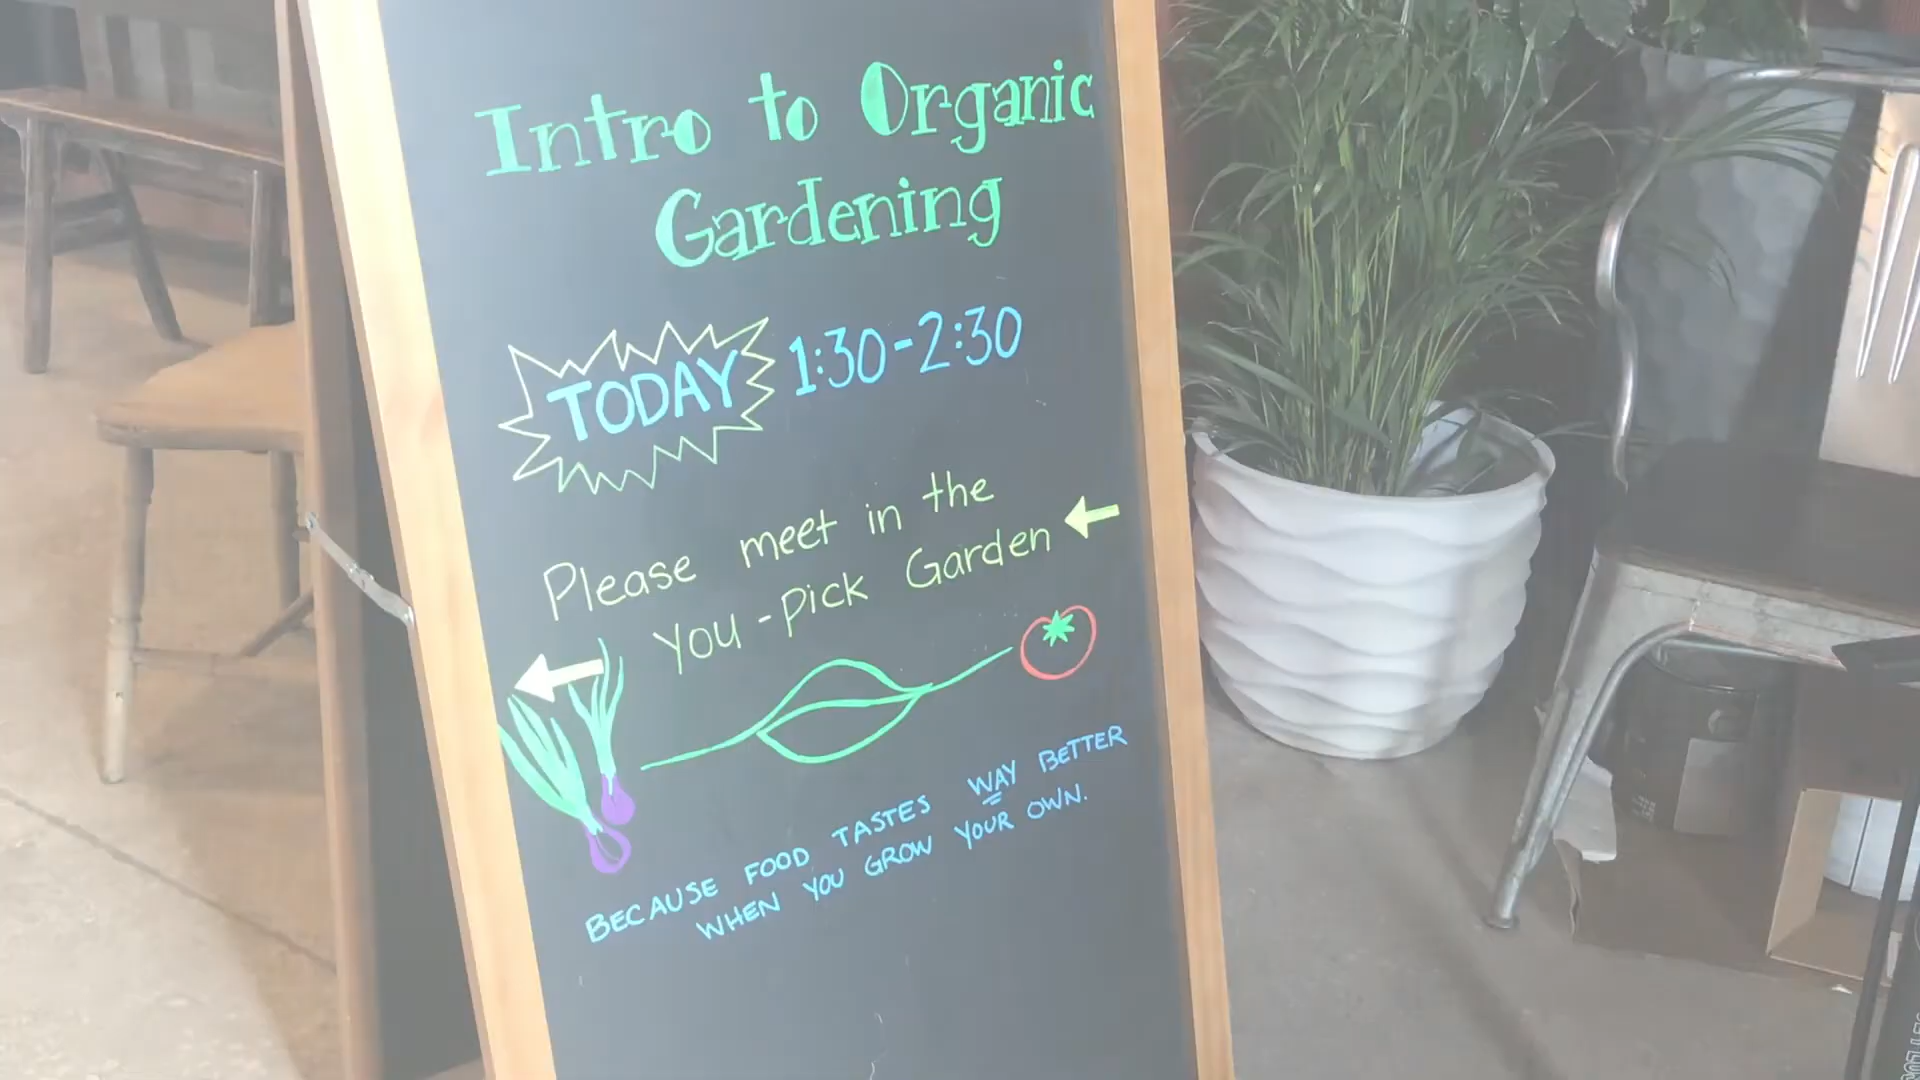 Intro to Organic
Gardening
TODAY 1:30-2:30
Please meet in the
You-Pick Garden
BECAUSE FOOD TASTES WAY BETTER
WHEN YOU GROW YOUR OWN.